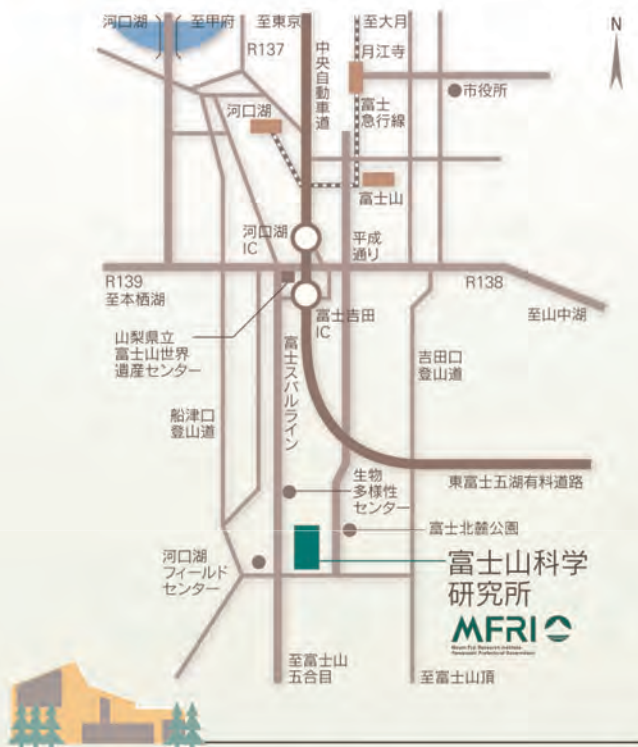 河口湖
至甲府
至東京
至大月
N
R137
中央自動車道
月江寺
市役所
富士
急行線
河口湖
富士山
河口湖
IC
平成
通り
R139
至本栖湖
R138
至山中湖
富士吉田
IC
山梨県立
富士山世界
遺産センター
富士スバルライン
吉田口
登山道
船津口
登山道
生物
多様性
センター
東富士五湖有料道路
富士北麓公園
河口湖
フィールド
センター
富士山科学
研究所
MFRI
Mount Fuji Research Institute
Yamanashi Prefectural Government
至富士山
五合目
至富士山頂